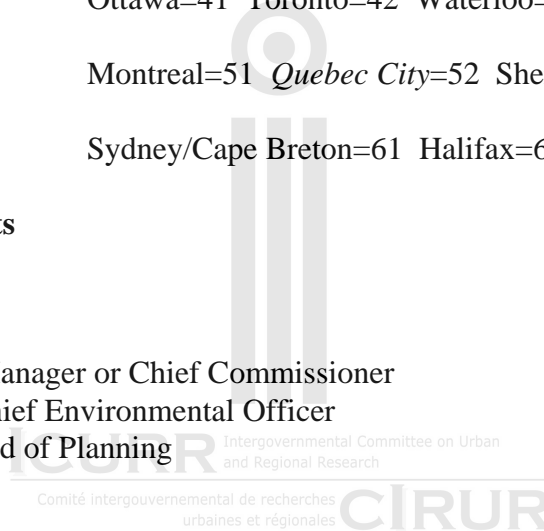 Ottawa=41 Toronto=42 Waterloo=
Montreal=51 Quebec City=52 She
Sydney/Cape Breton=61 Halifax=6
ts
anager or Chief Commissioner
hief Environmental Officer
d of Planning
ICURR Intergovernmental Committee on Urban
and Regional Research
Comité intergouvernemental de recherches
urbaines et régionales CIRUR